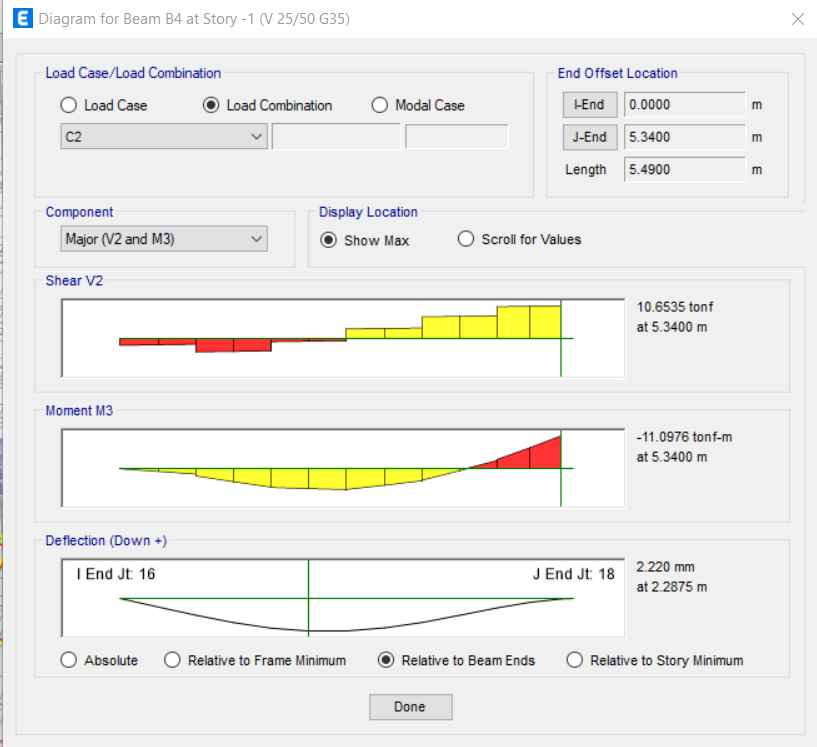 E Diagram for Beam B4 at Story -1 (V 25/50 G35)
Load Case/Load Combination
Load Case Load Combination Modal Case
C2
End Offset Location
I-End 0.0000 m
J-End 5.3400 m
Length 5.4900 m
Component
Major (V2 and M3)
Display Location
Show Max Scroll for Values
Shear V2
10.6535 tonf
at 5.3400 m
Moment M3
-11.0976 tonf-m
at 5.3400 m
Deflection (Down +)
I End Jt: 16 J End Jt: 18
2.220 mm
at 2.2875 m
Absolute Relative to Frame Minimum Relative to Beam Ends Relative to Story Minimum
Done